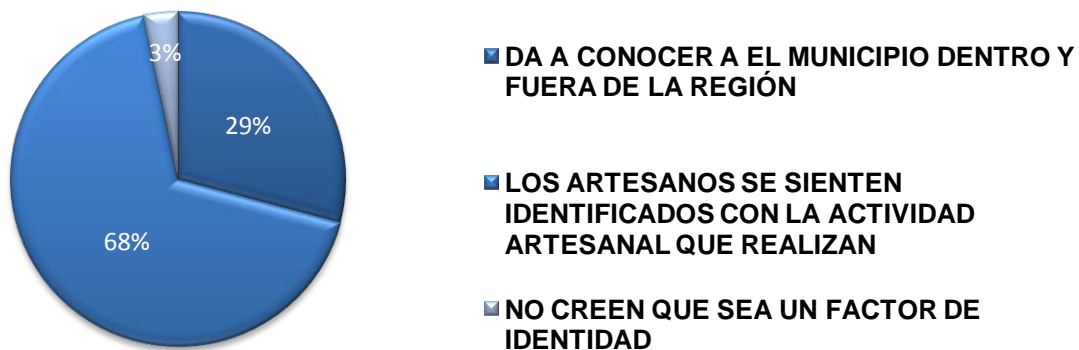 3%
29%
68%
DA A CONOCER A EL MUNICIPIO DENTRO Y
FUERA DE LA REGIÓN
LOS ARTESANOS SE SIENTEN
IDENTIFICADOS CON LA ACTIVIDAD
ARTESANAL QUE REALIZAN
NO CREEN QUE SEA UN FACTOR DE
IDENTIDAD